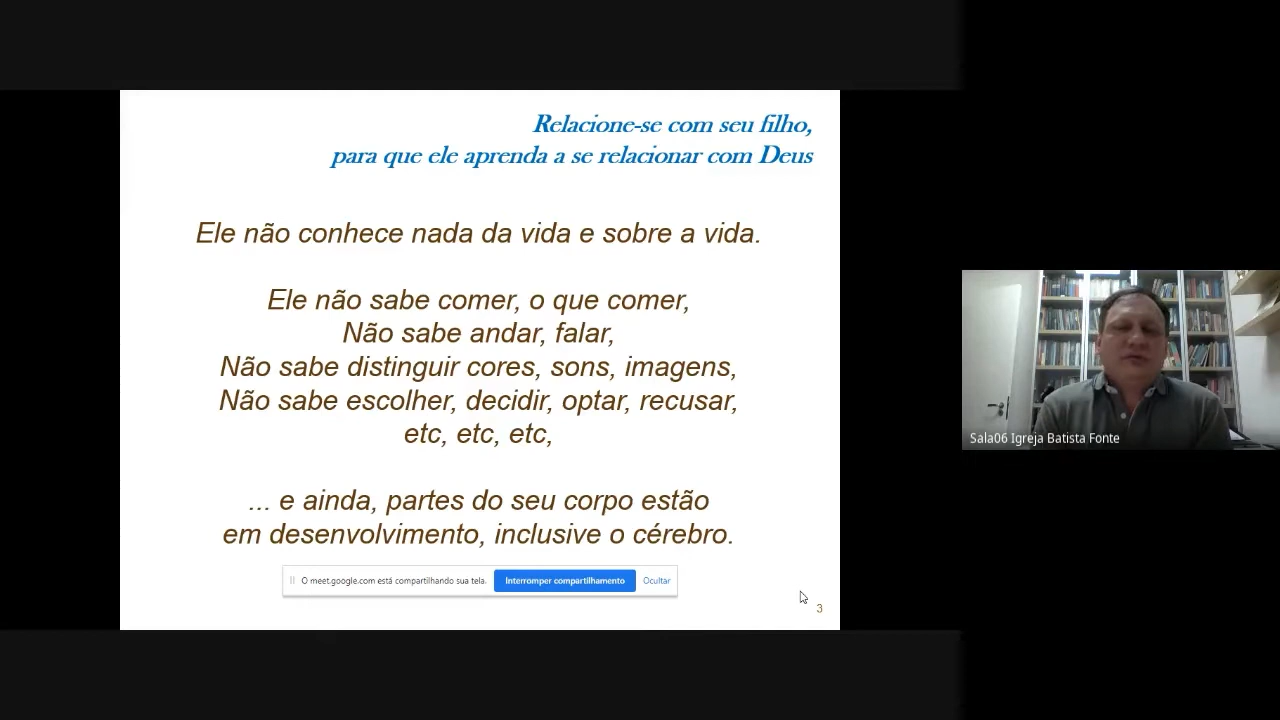 Relacione-se com seu filho,
para que ele aprenda a se relacionar com Deus
Ele não conhece nada da vida e sobre a vida.
Ele não sabe comer, o que comer,
Não sabe andar, falar,
Não sabe distinguir cores, sons, imagens,
Não sabe escolher, decidir, optar, recusar,
etc, etc, etc,
... e ainda, partes do seu corpo estão
em desenvolvimento, inclusive o cérebro.
O meet.google.com está compartilhando sua tela.
Interromper compartilhamento
Ocultar
3
Sala06 Igreja Batista Fonte